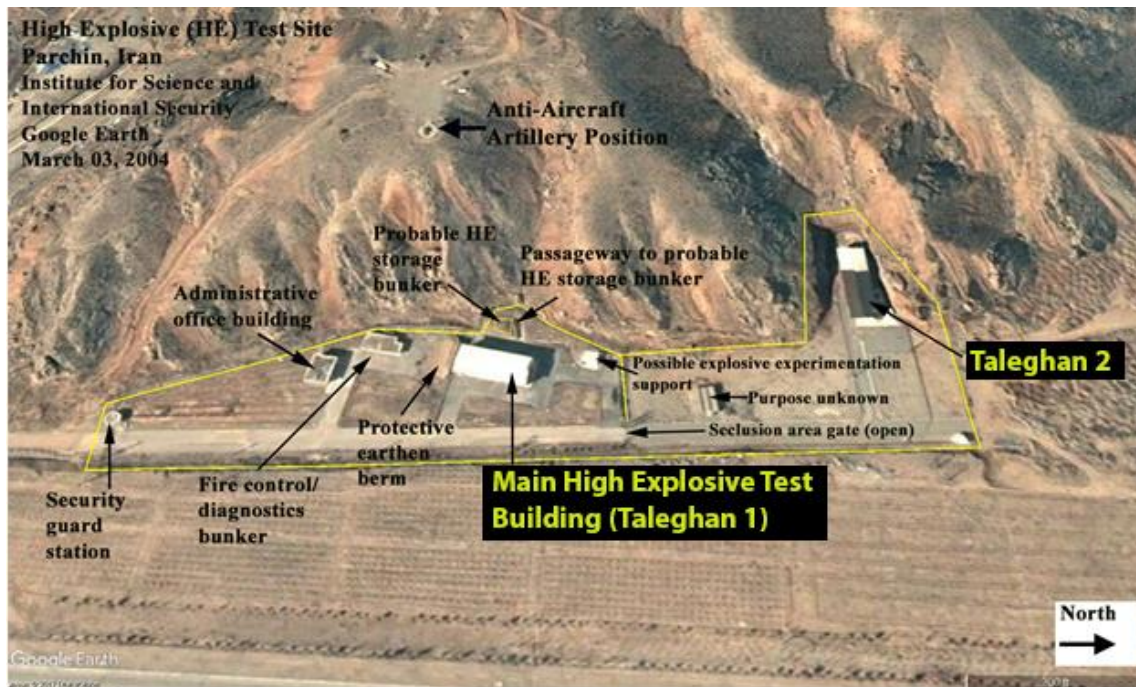 High Explosive (HE) Test Site
Parchin, Iran
Institute for Science and
International Security
Google Earth
March 03, 2004
Anti-Aircraft
Artillery Position
Probable HE
storage
bunker
Passageway to probable
HE storage bunker
Administrative
office building
Possible explosive experimentation
support
Taleghan 2
Purpose unknown
Seclusion area gate (open)
Protective
earthen
berm
Fire control/
diagnostics
bunker
Security
guard
station
Main High Explosive Test
Building (Taleghan 1)
North
Google Earth